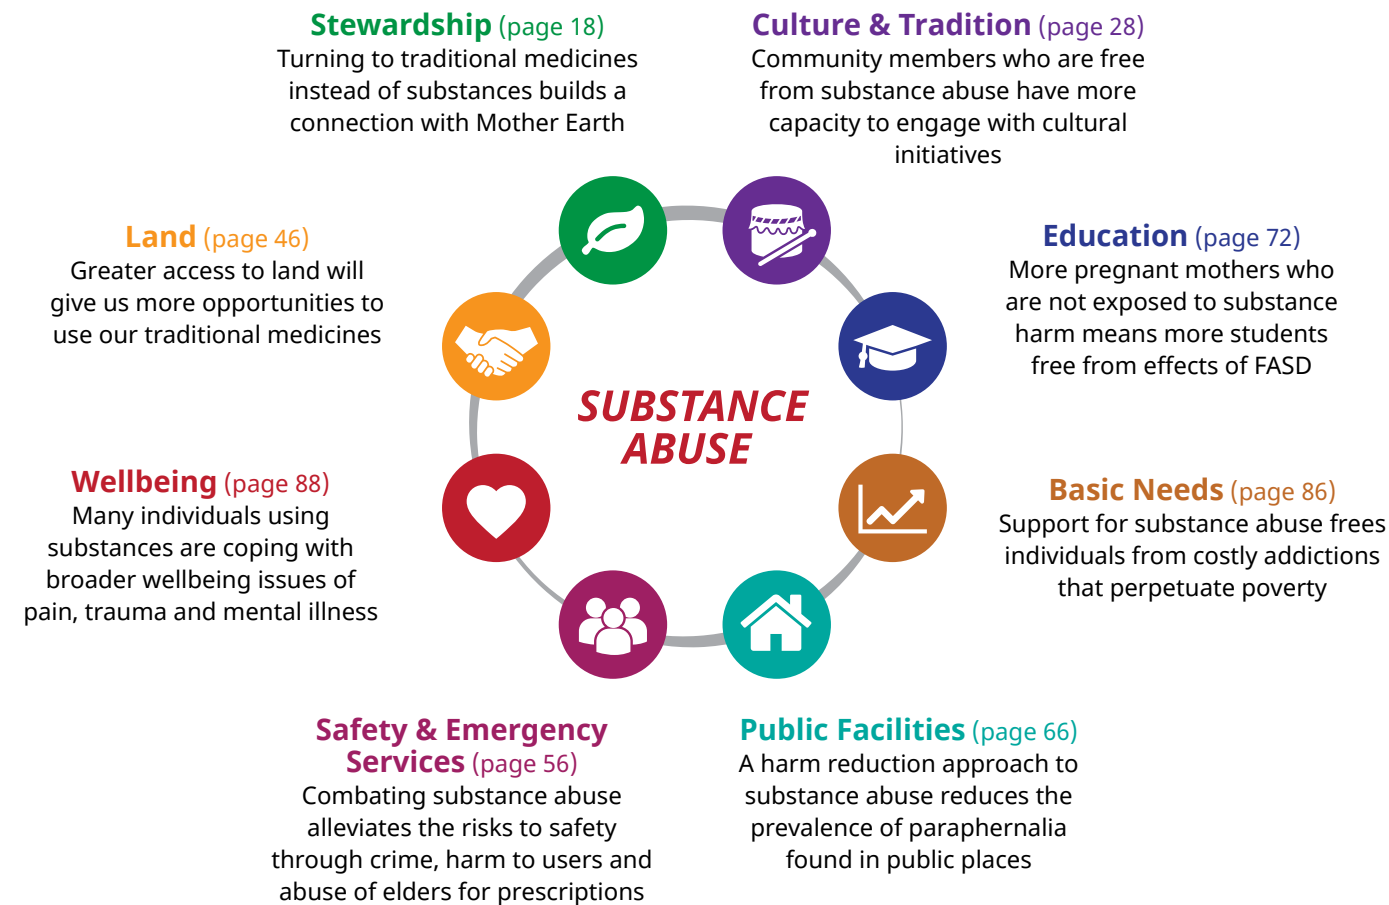 Stewardship (page 18)
Turning to traditional medicines
instead of substances builds a
connection with Mother Earth
Culture & Tradition (page 28)
Community members who are free
from substance abuse have more
capacity to engage with cultural
initiatives
Land (page 46)
Greater access to land will
give us more opportunities to
use our traditional medicines
Education (page 72)
More pregnant mothers who
are not exposed to substance
harm means more students
free from effects of FASD
SUBSTANCE
ABUSE
Wellbeing (page 88)
Many individuals using
substances are coping with
broader wellbeing issues of
pain, trauma and mental illness
Basic Needs (page 86)
Support for substance abuse frees
individuals from costly addictions
that perpetuate poverty
Safety & Emergency
Services (page 56)
Combating substance abuse
alleviates the risks to safety
through crime, harm to users and
abuse of elders for prescriptions
Public Facilities (page 66)
A harm reduction approach to
substance abuse reduces the
prevalence of paraphernalia
found in public places